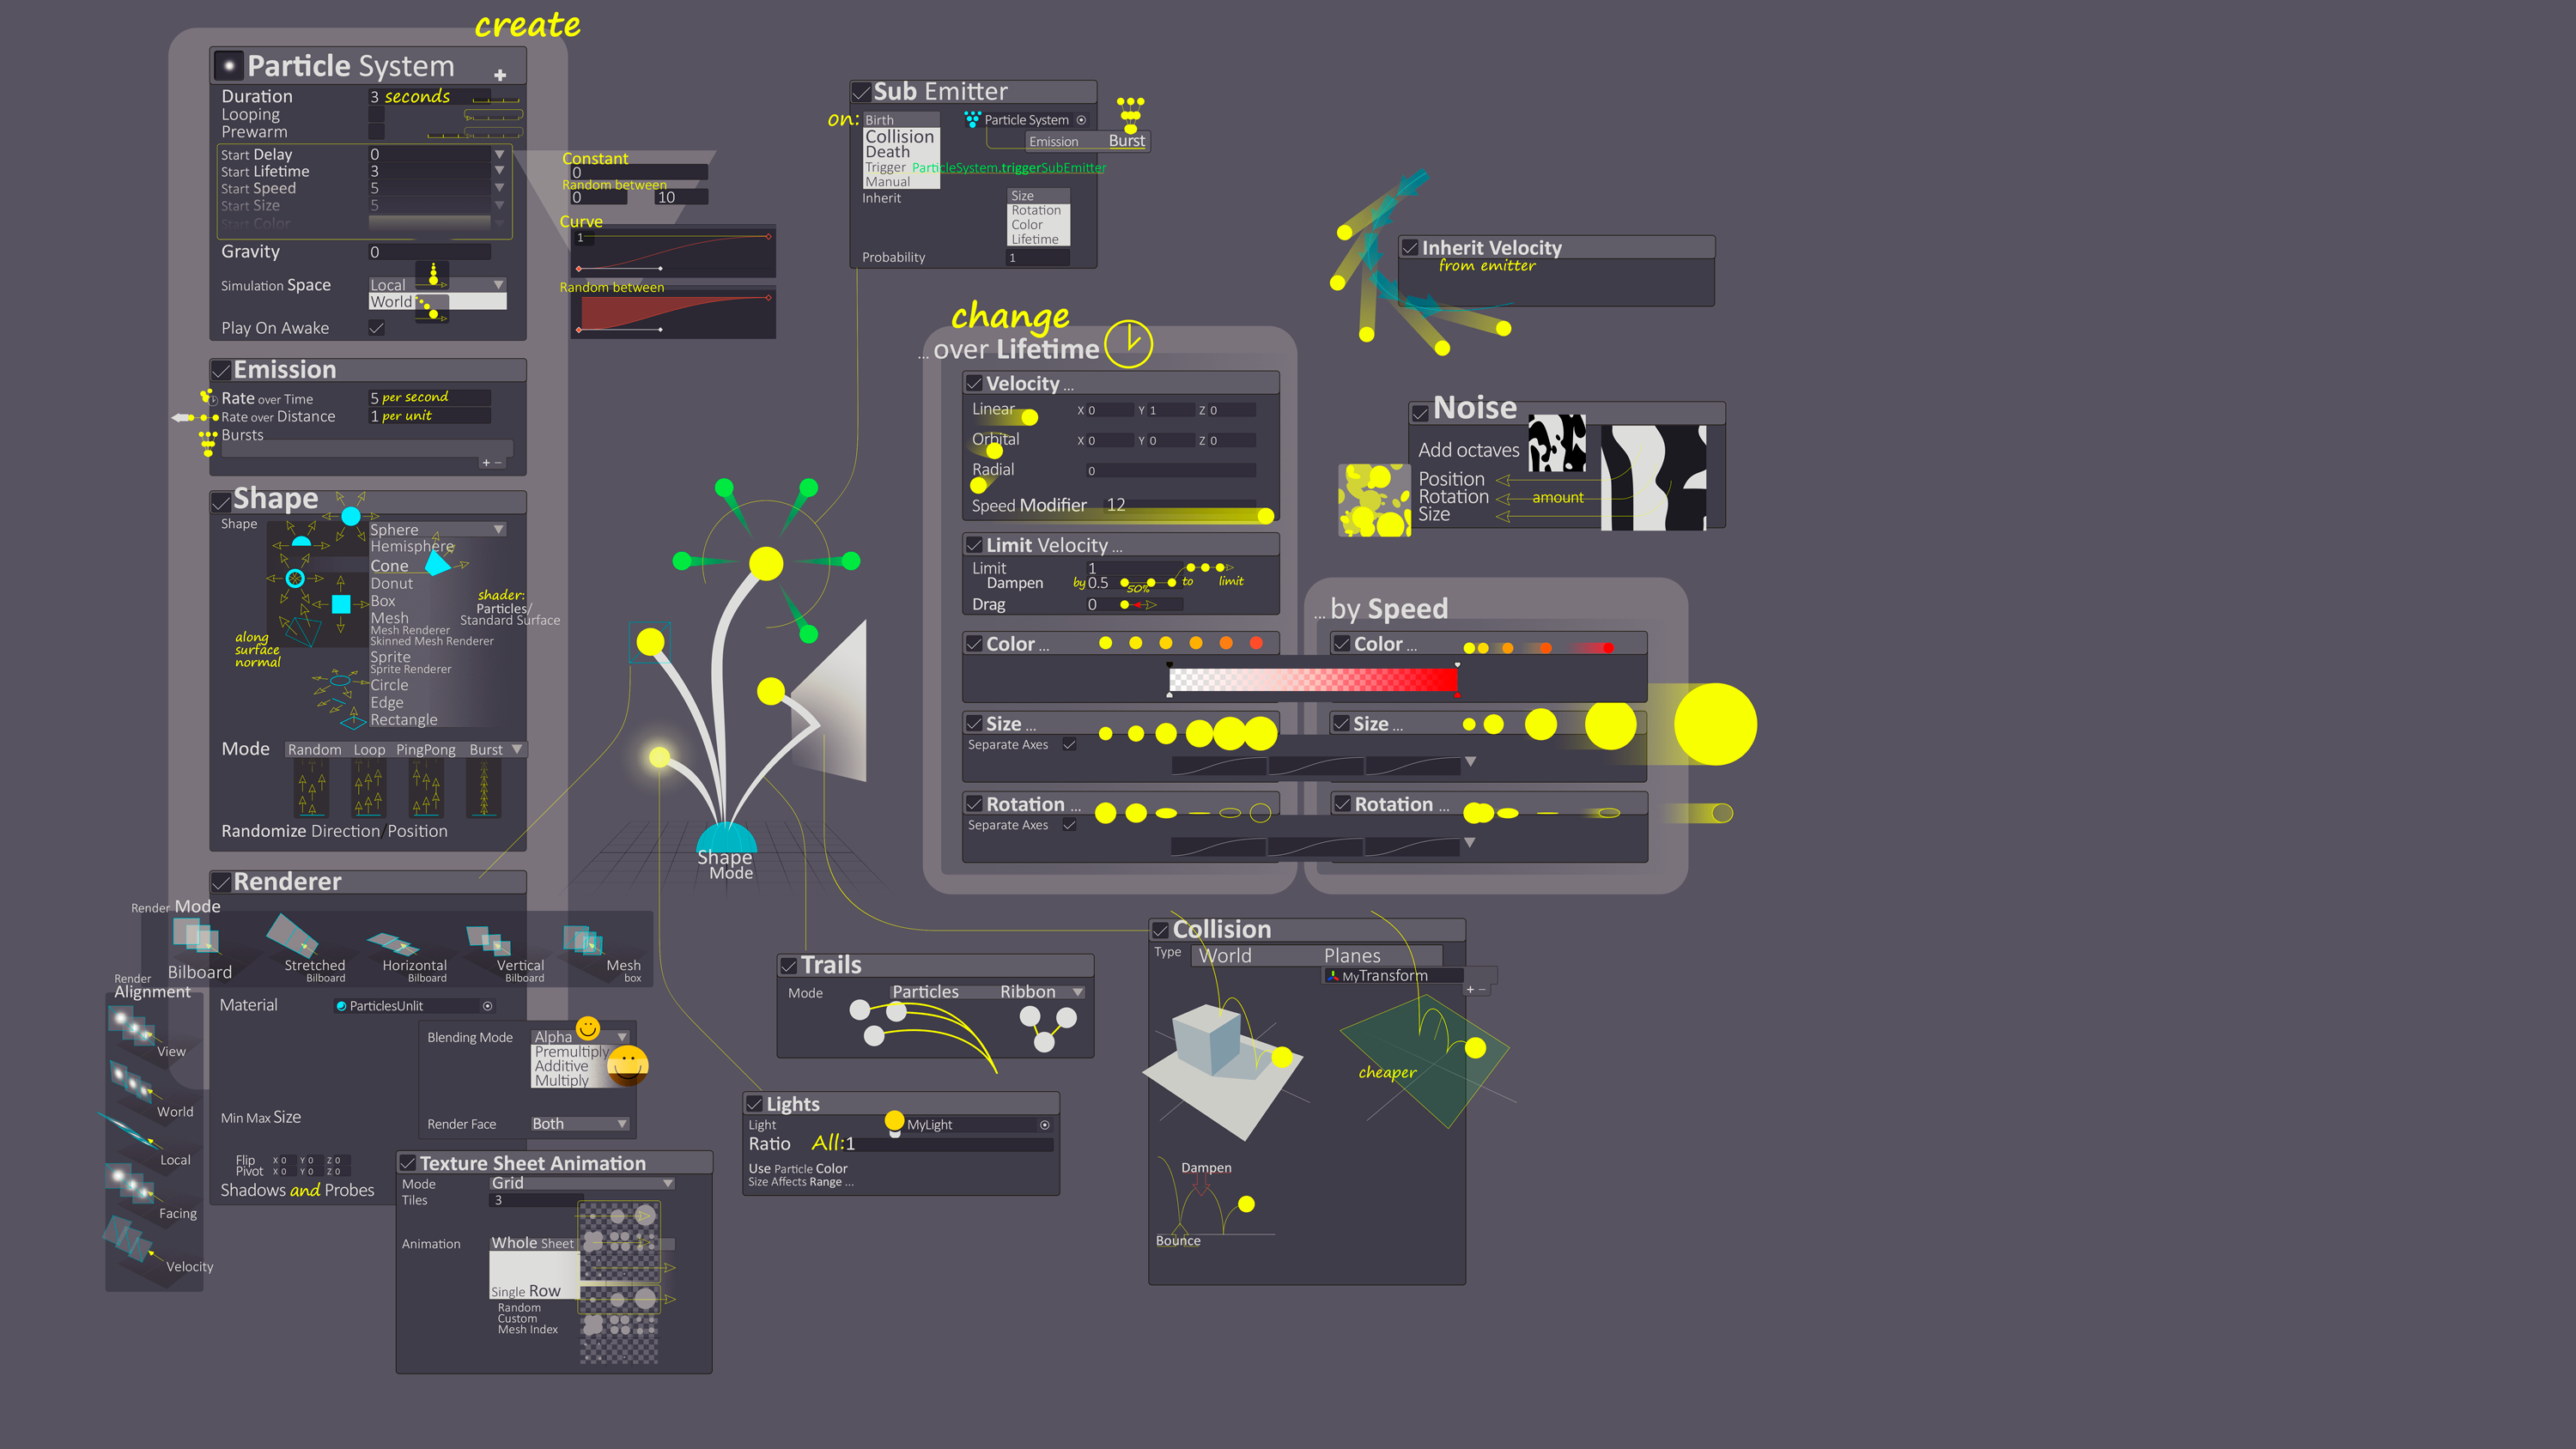 create
Particle System
Duration 3 seconds
Looping
Prewarm
Start Delay 0
Start Lifetime 3
Start Speed 5
Start Size 5
Start Color
Gravity 0
Simulation Space Local
World
Play On Awake
Constant
0
Random between
0 10
Curve
1
Random between
Emission
Rate over Time 5 per second
Rate over Distance 1 per unit
Bursts
+ −
Shape
Shape
Sphere
Hemisphere
Cone
Donut
Box
Mesh
Mesh Renderer
Skinned Mesh Renderer
Sprite
Sprite Renderer
Circle
Edge
Rectangle
shader:
Particles/
Standard Surface
along
surface
normal
Mode Random Loop PingPong Burst
Randomize Direction/Position
Renderer
Render Mode
Bilboard
Stretched
Bilboard
Horizontal
Bilboard
Vertical
Bilboard
Mesh
box
Render
Alignment
View
World
Local
Facing
Velocity
Material ParticlesUnlit
Blending Mode Alpha
Premultiply
Additive
Multiply
Render Face Both
Min Max Size
Flip X 0 Y 0 Z 0
Pivot X 0 Y 0 Z 0
Shadows and Probes
Texture Sheet Animation
Mode Grid
Tiles 3
Animation Whole Sheet
Single Row
Random
Custom
Mesh Index
Sub Emitter
on: Birth
Collision
Death
Trigger
Manual
Particle System
Emission Burst
ParticleSystem.triggerSubEmitter
Inherit Size
Rotation
Color
Lifetime
Probability 1
Shape
Mode
change
... over Lifetime
Velocity ...
Linear X 0 Y 1 Z 0
Orbital X 0 Y 0 Z 0
Radial 0
Speed Modifier 12
Limit Velocity ...
Limit 1
Dampen by 0.5 50% to limit
Drag 0
Color ...
Size ...
Separate Axes
Rotation ...
Separate Axes
... by Speed
Color ...
Size ...
Rotation ...
Inherit Velocity
from emitter
Noise
Add octaves
Position
Rotation amount
Size
Trails
Mode Particles Ribbon
Lights
Light MyLight
Ratio All:1
Use Particle Color
Size Affects Range ...
Collision
Type World Planes
MyTransform
+ −
cheaper
Dampen
Bounce